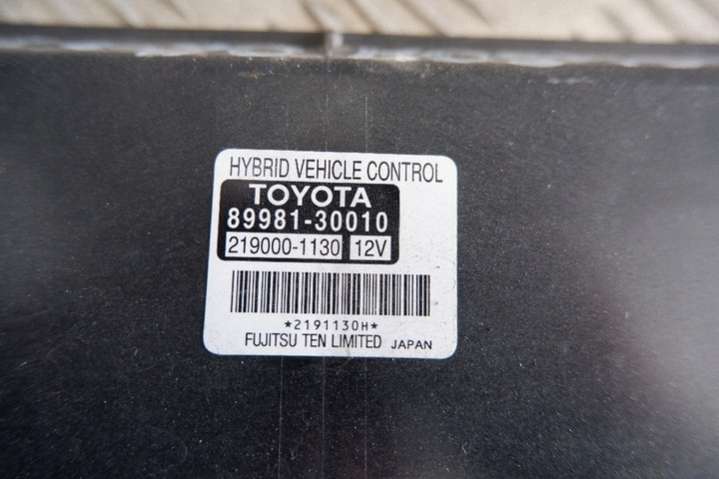 HYBRID VEHICLE CONTROL
TOYOTA
89981-30010
219000-1130 12V
*2191130H*
FUJITSU TEN LIMITED JAPAN